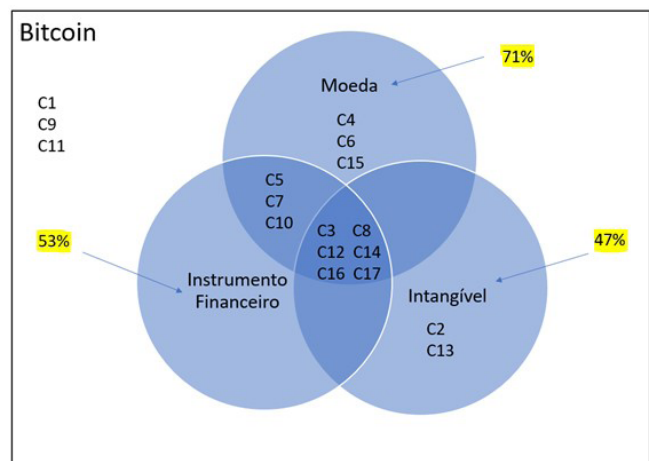 Bitcoin
71%
Moeda
C1
C9
C11
C4
C6
C15
C5
C7
C10
C3 C8
C12 C14
C16 C17
53%
47%
Instrumento
Financeiro
Intangível
C2
C13